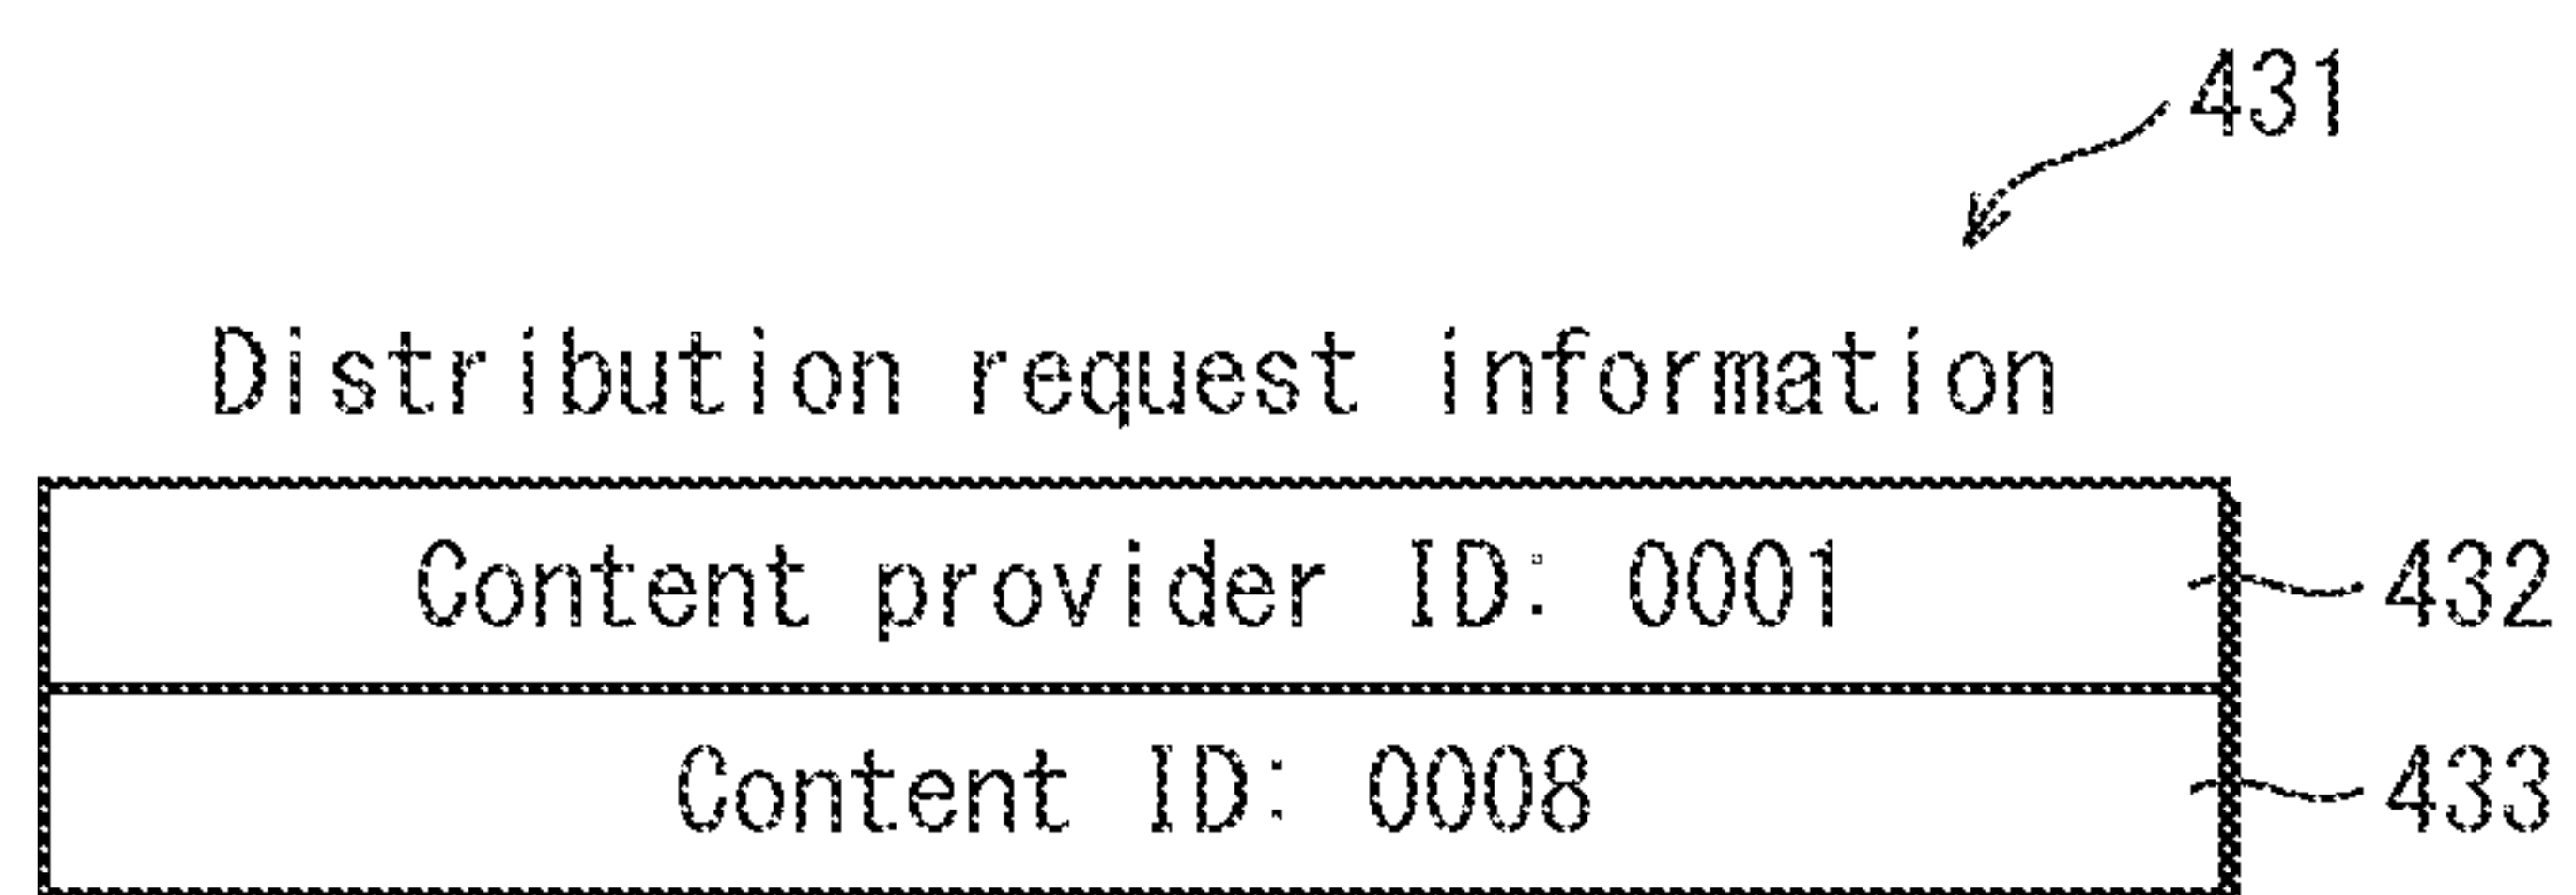 431
Distribution request information
Content provider ID: 0001
432
Content ID: 0008
433